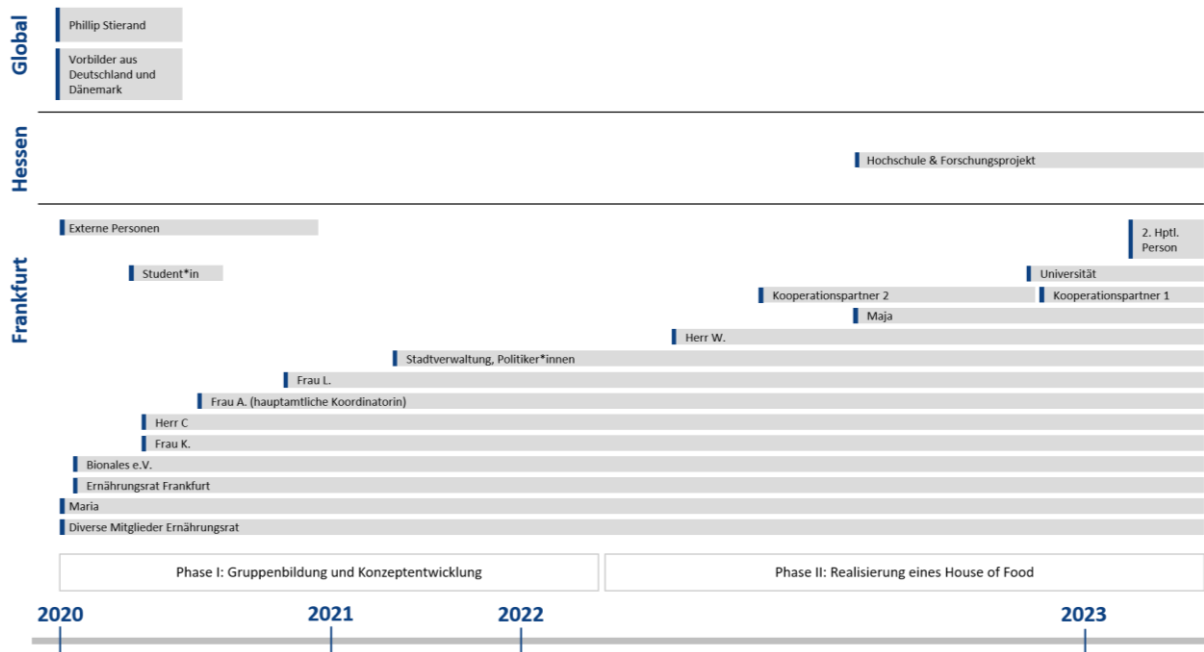 Global
Phillip Stierand
Vorbilder aus
Deutschland und
Dänemark
Hessen
Hochschule & Forschungsprojekt
Frankfurt
Externe Personen
2. Hptl.
Person
Student*in
Universität
Kooperationspartner 2
Kooperationspartner 1
Maja
Herr W.
Stadtverwaltung, Politiker*innen
Frau L.
Frau A. (hauptamtliche Koordinatorin)
Herr C
Frau K.
Bionales e.V.
Ernährungsrat Frankfurt
Maria
Diverse Mitglieder Ernährungsrat
Phase I: Gruppenbildung und Konzeptentwicklung
Phase II: Realisierung eines House of Food
2020
2021
2022
2023